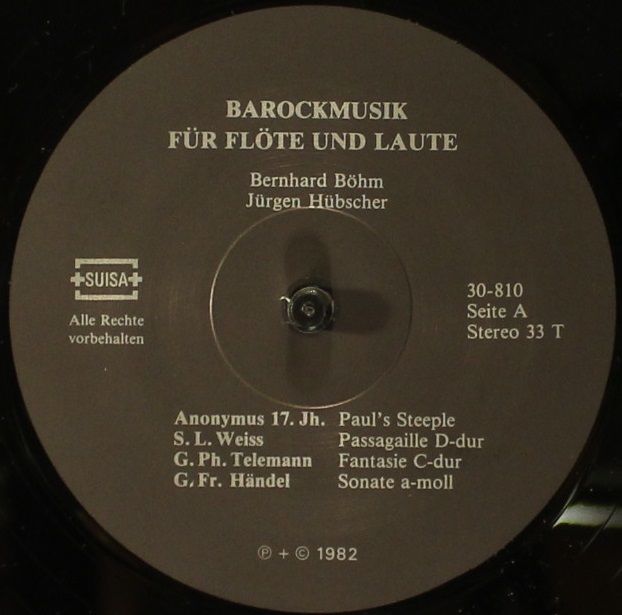 BAROCKMUSIK
FÜR FLÖTE UND LAUTE
Bernhard Böhm
Jürgen Hübscher
SUISA
Alle Rechte
vorbehalten
30-810
Seite A
Stereo 33 T
Anonymus 17. Jh. Paul's Steeple
S. L. Weiss Passagaille D-dur
G. Ph. Telemann Fantasie C-dur
G. Fr. Händel Sonate a-moll
℗ + © 1982